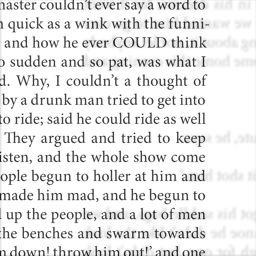 naster couldn't ever say a word to
n quick as a wink with the funni-
and how he ever COULD think
o sudden and so pat, was what I
d. Why, I couldn't a thought of
by a drunk man tried to get into
to ride; said he could ride as well
They argued and tried to keep
isten, and the whole show come
ople begun to holler at him and
made him mad, and he begun to
d up the people, and a lot of men
the benches and swarm towards
n down! throw him out!' and one